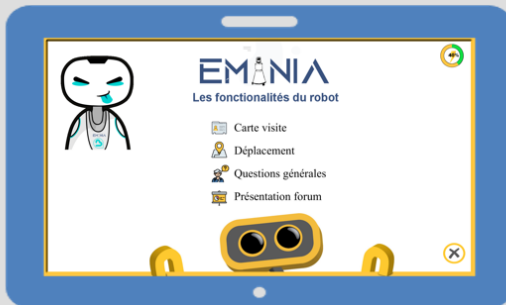 EMANIA
Les fonctionalités du robot
Carte visite
Déplacement
Questions générales
Présentation forum